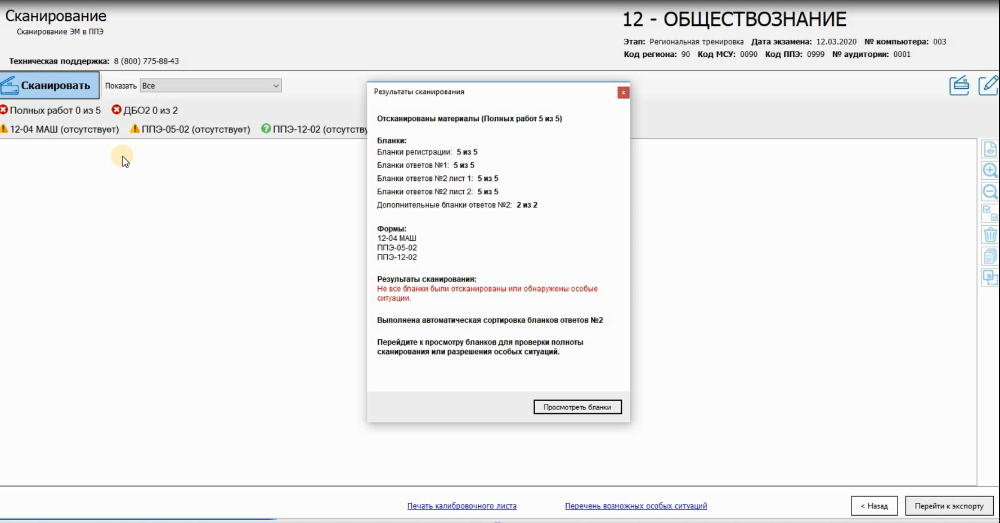 Сканирование
Сканирование ЭМ в ППЭ
Техническая поддержка: 8 (800) 775-88-43
12 - ОБЩЕСТВОЗНАНИЕ
Этап: Региональная тренировка Дата экзамена: 12.03.2020 № компьютера: 003
Код региона: 90 Код МСУ: 0090 Код ППЭ: 0999 № аудитории: 0001
Сканировать
Показать Все
Полных работ 0 из 5 ДБО2 0 из 2
12-04 МАШ (отсутствует) ППЭ-05-02 (отсутствует) ППЭ-12-02 (отсутству
Результаты сканирования
Отсканированы материалы (Полных работ 5 из 5)
Бланки:
Бланки регистрации: 5 из 5
Бланки ответов №1: 5 из 5
Бланки ответов №2 лист 1: 5 из 5
Бланки ответов №2 лист 2: 5 из 5
Дополнительные бланки ответов №2: 2 из 2
Формы:
12-04 МАШ
ППЭ-05-02
ППЭ-12-02
Результаты сканирования:
Не все бланки были отсканированы или обнаружены особые
ситуации.
Выполнена автоматическая сортировка бланков ответов №2
Перейдите к просмотру бланков для проверки полноты
сканирования или разрешения особых ситуаций.
Просмотреть бланки
Печать калибровочного листа
Перечень возможных особых ситуаций
< Назад
Перейти к экспорту